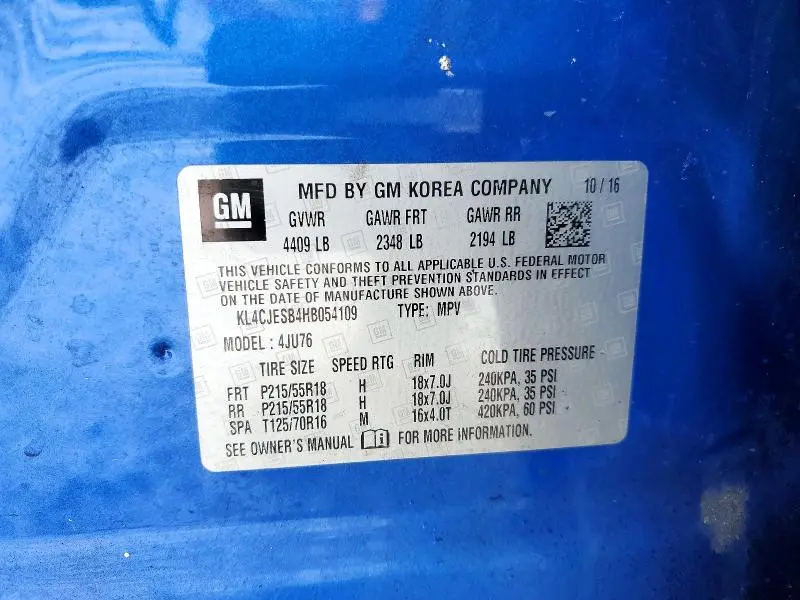 GM MFD BY GM KOREA COMPANY 10 / 16
GVWR GAWR FRT GAWR RR
4409 LB 2348 LB 2194 LB
THIS VEHICLE CONFORMS TO ALL APPLICABLE U.S. FEDERAL MOTOR
VEHICLE SAFETY AND THEFT PREVENTION STANDARDS IN EFFECT
ON THE DATE OF MANUFACTURE SHOWN ABOVE.
KL4CJESB4HB054109 TYPE: MPV
MODEL : 4JU76
TIRE SIZE SPEED RTG RIM COLD TIRE PRESSURE
FRT P215/55R18 H 18x7.0J 240KPA, 35 PSI
RR P215/55R18 H 18x7.0J 240KPA, 35 PSI
SPA T125/70R16 M 16x4.0T 420KPA, 60 PSI
SEE OWNER'S MANUAL FOR MORE INFORMATION.